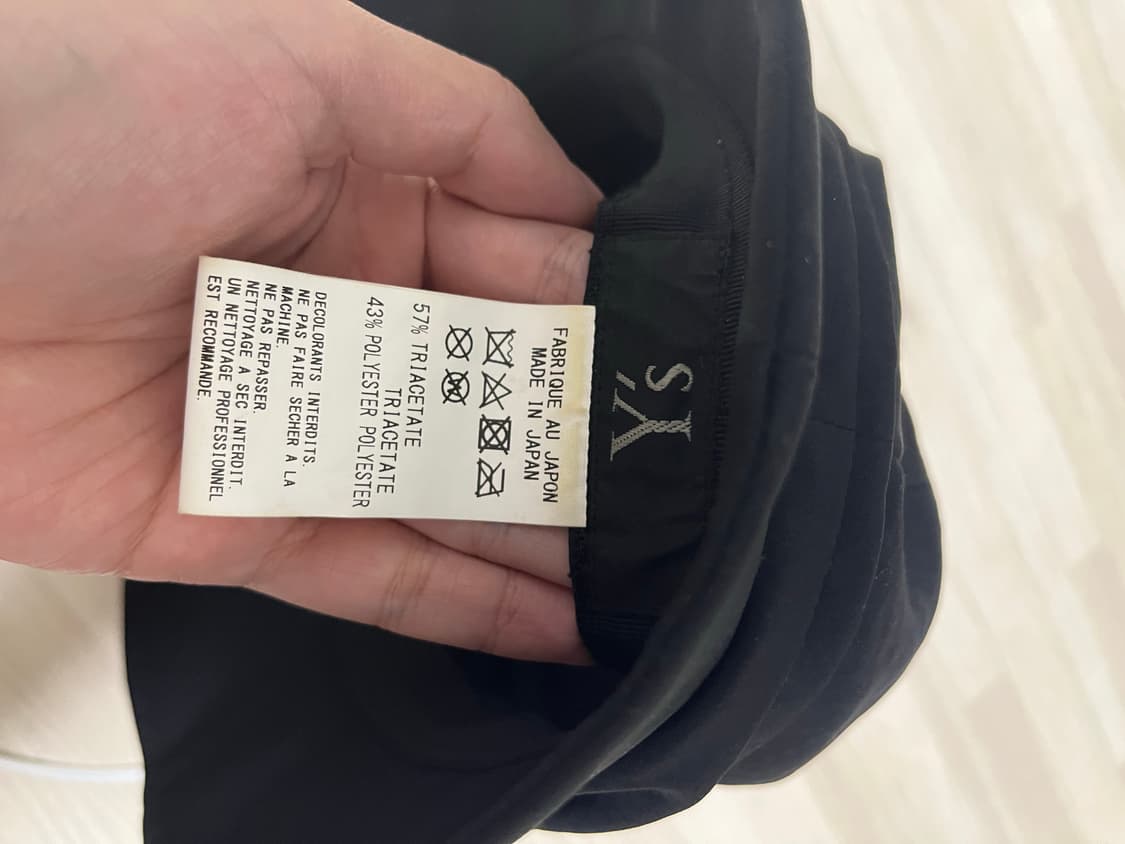 Y's
FABRIQUE AU JAPON
MADE IN JAPAN
57% TRIACETATE
TRIACETATE
43% POLYESTER POLYESTER
DECOLORANTS INTERDITS.
NE PAS FAIRE SECHER A LA
MACHINE.
NE PAS REPASSER.
NETTOYAGE A SEC INTERDIT.
UN NETTOYAGE PROFESSIONNEL
EST RECOMMANDE.